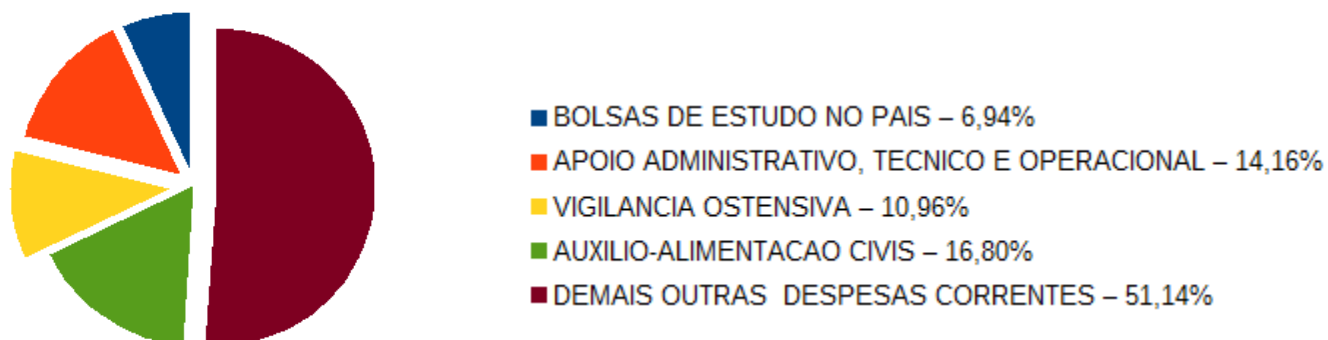 BOLSAS DE ESTUDO NO PAIS – 6,94%
APOIO ADMINISTRATIVO, TECNICO E OPERACIONAL – 14,16%
VIGILANCIA OSTENSIVA – 10,96%
AUXILIO-ALIMENTACAO CIVIS – 16,80%
DEMAIS OUTRAS DESPESAS CORRENTES – 51,14%